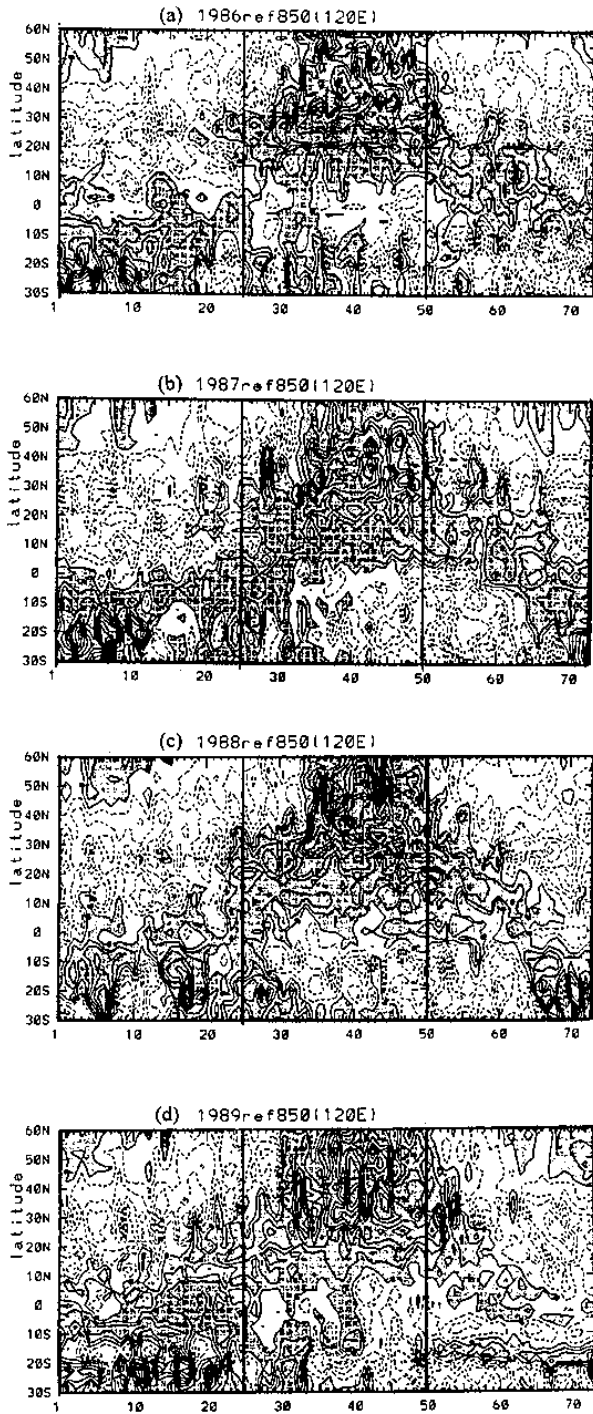 (a) 1986ref850(120E)
60N
50N
40N
30N
20N
10N
0
10S
20S
30S
latitude
1 10 20 30 40 50 60 70
(b) 1987ref850(120E)
60N
50N
40N
30N
20N
10N
0
10S
20S
30S
latitude
1 10 20 30 40 50 60 70
(c) 1988ref850(120E)
60N
50N
40N
30N
20N
10N
0
10S
20S
30S
latitude
1 10 20 30 40 50 60 70
(d) 1989ref850(120E)
60N
50N
40N
30N
20N
10N
0
10S
20S
30S
latitude
1 10 20 30 40 50 60 70